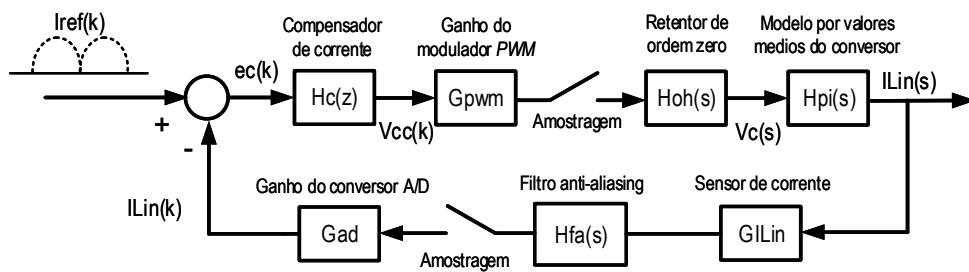 Iref(k)
Compensador
de corrente
Ganho do
modulador PWM
Retentor de
ordem zero
Modelo por valores
medios do conversor
ec(k)
Hc(z)
Gpwm
Hoh(s)
Hpi(s)
ILin(s)
+
-
Vcc(k)
Amostragem
Vc(s)
Ganho do conversor A/D
Filtro anti-aliasing
Sensor de corrente
ILin(k)
Gad
Hfa(s)
GILin
Amostragem